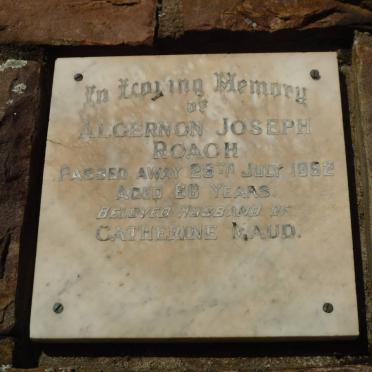 In Loving Memory
of
ALGERNON JOSEPH
ROACH
PASSED AWAY 28TH JULY 1962
AGED 68 YEARS.
BELOVED HUSBAND OF
CATHERINE MAUD.